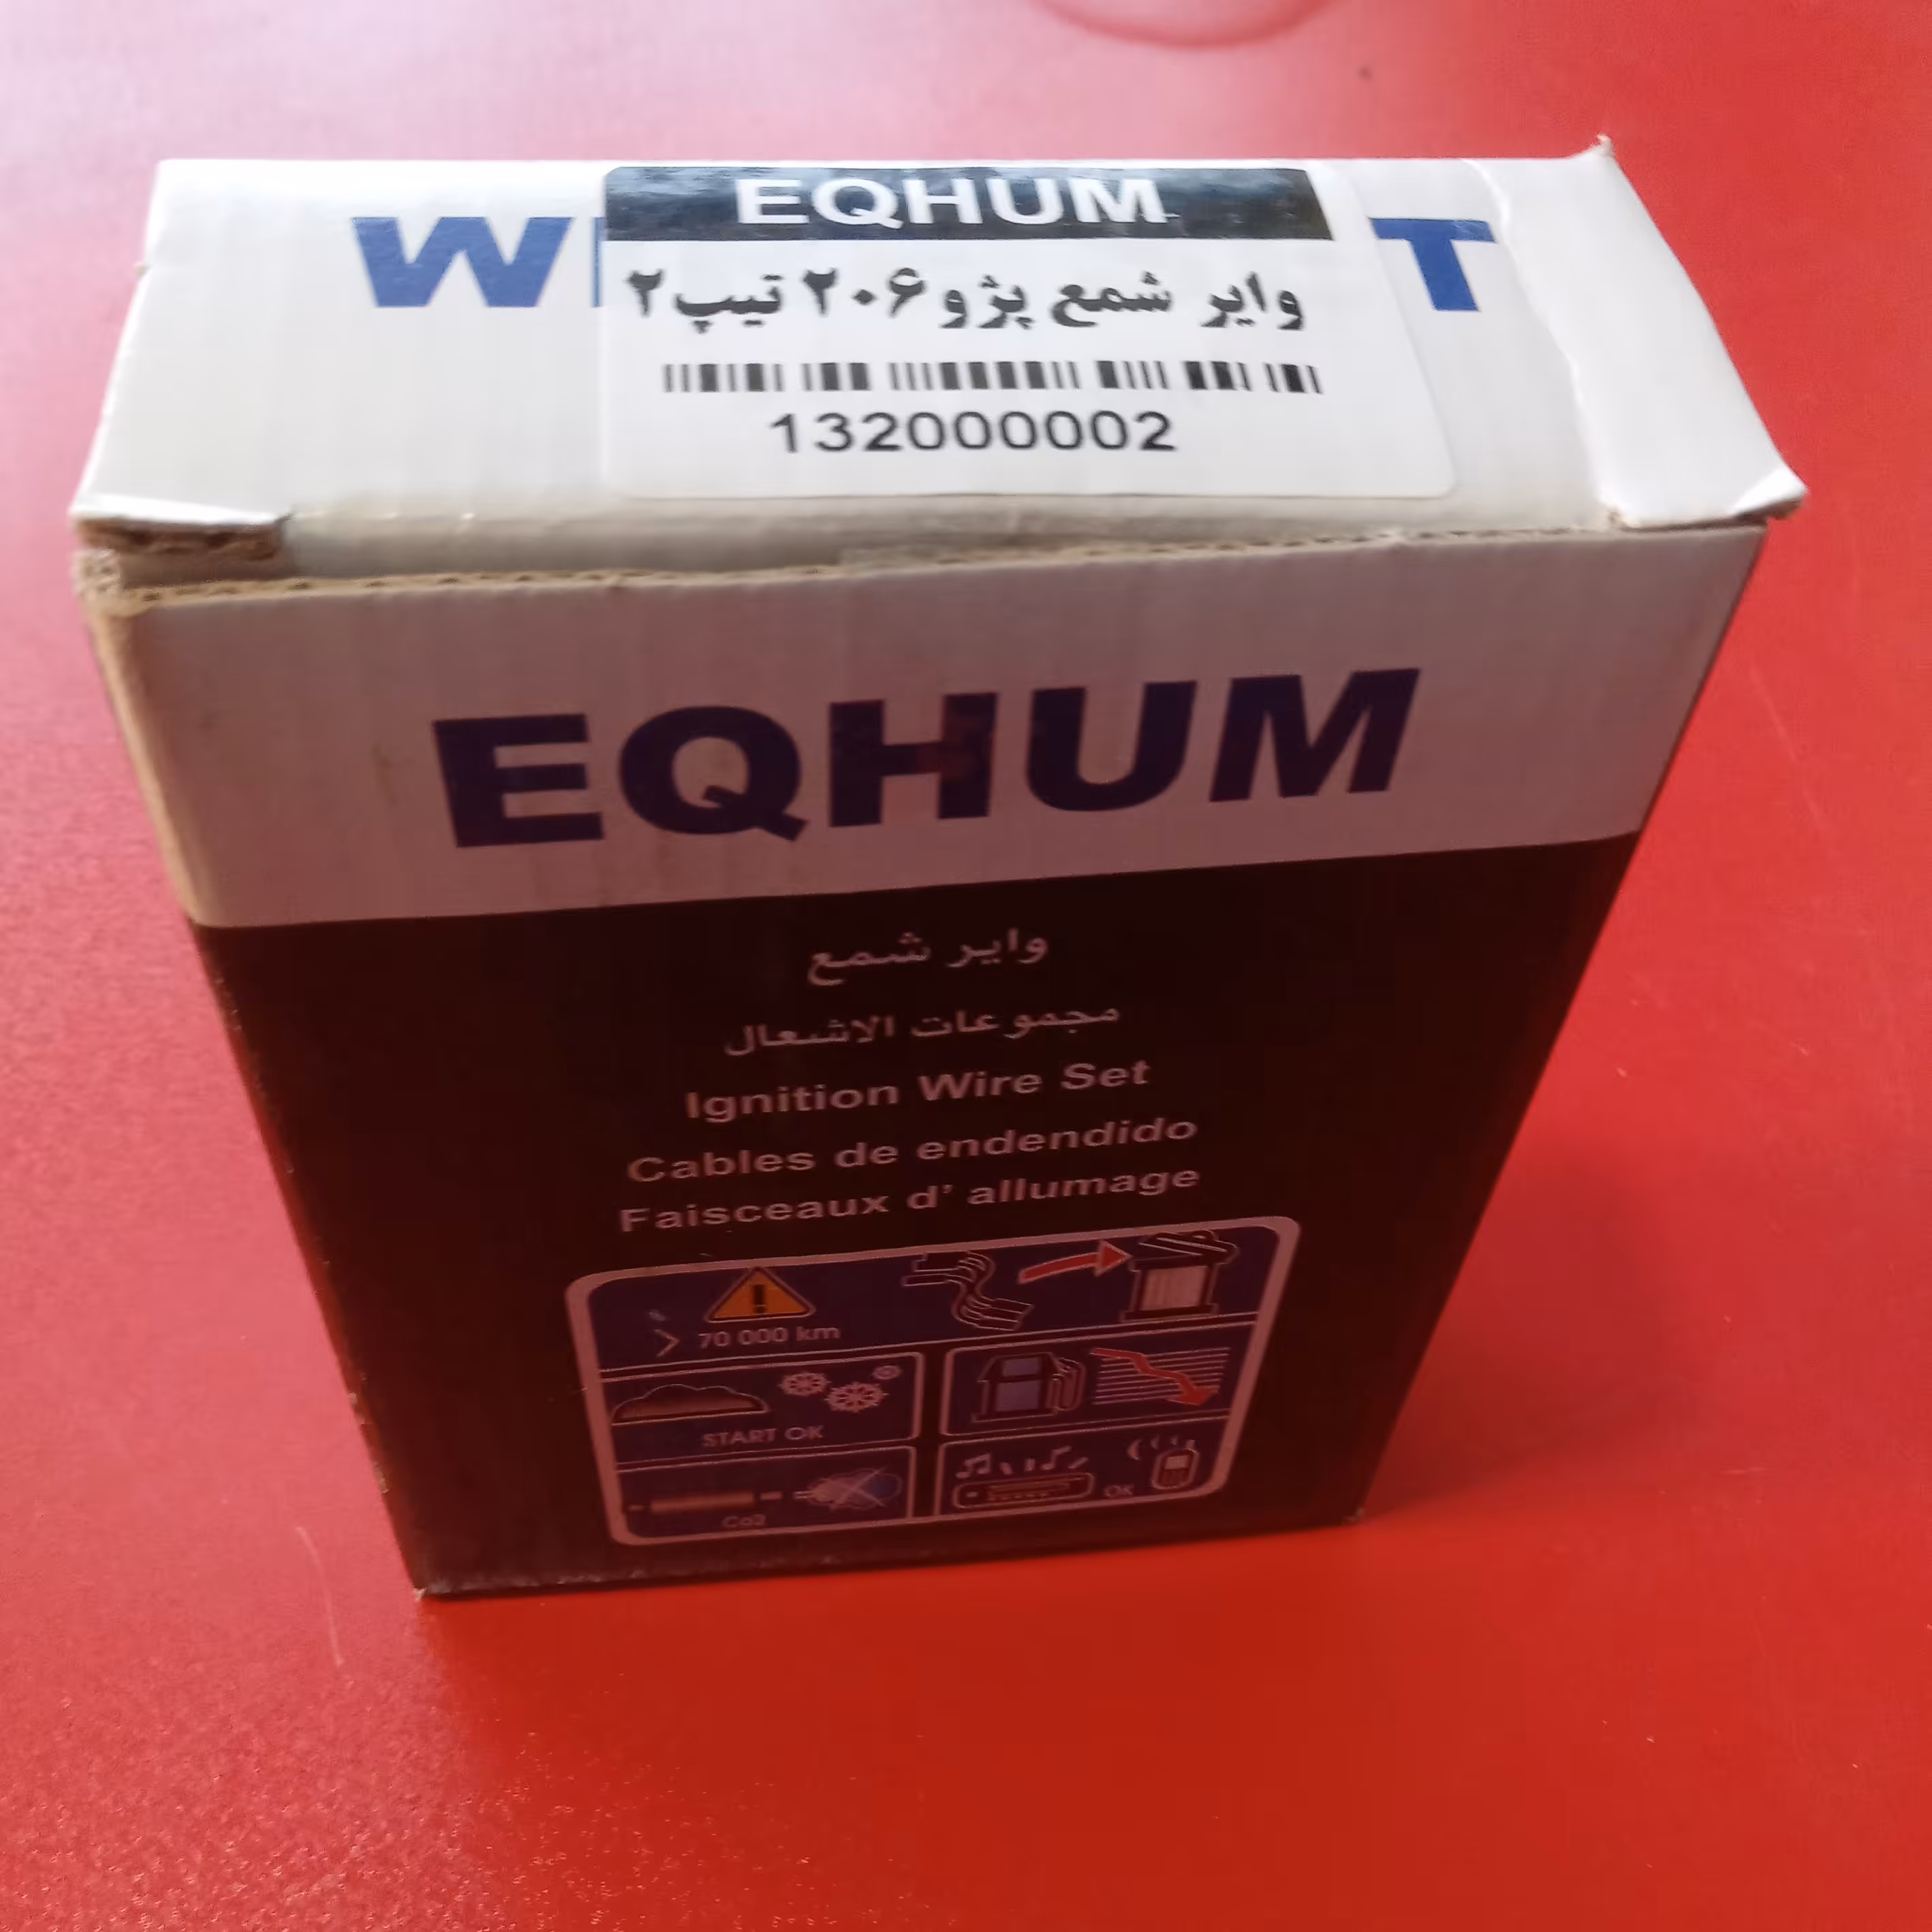 EQHUM
W T
وایر شمع پژو ۲۰۶ تیپ ۲
132000002
EQHUM
وایر شمع
مجموعات الاشعال
Ignition Wire Set
Cables de endendido
Faisceaux d' allumage
> 70 000 km
START OK
OK
Co2